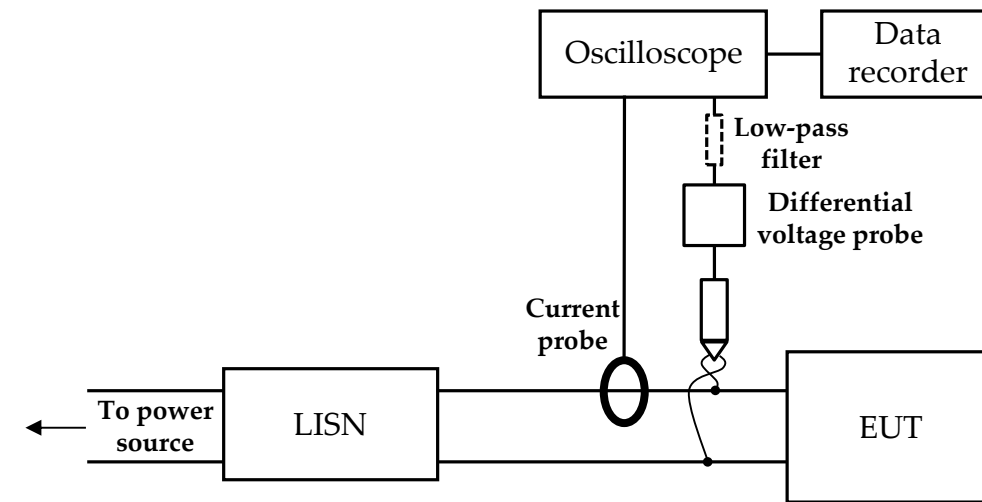 Oscilloscope
Data
recorder
Low-pass
filter
Differential
voltage probe
Current
probe
To power
source
LISN
EUT